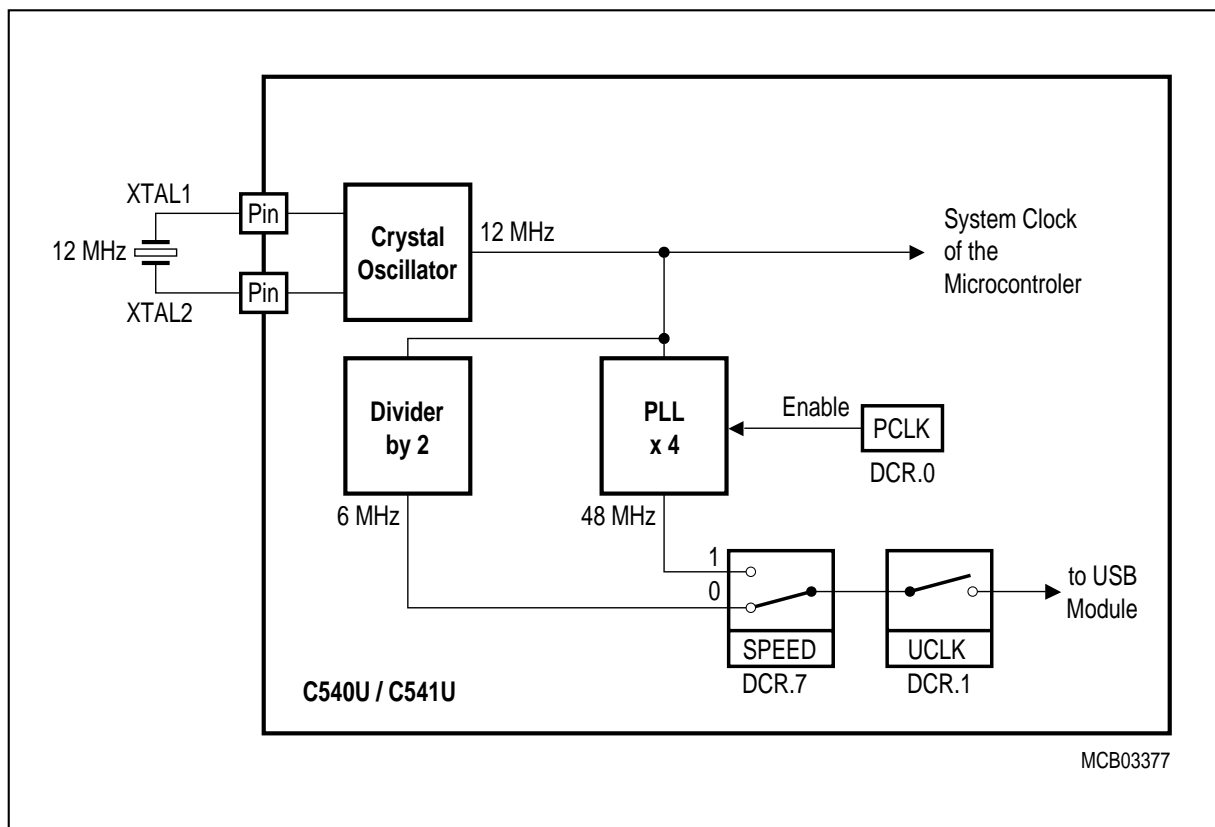 XTAL1
Pin
12 MHz
Pin
XTAL2
Crystal
Oscillator
12 MHz
System Clock
of the
Microcontroler
Divider
by 2
PLL
x 4
Enable
PCLK
DCR.0
6 MHz
48 MHz
1
0
SPEED
DCR.7
UCLK
DCR.1
to USB
Module
C540U / C541U
MCB03377